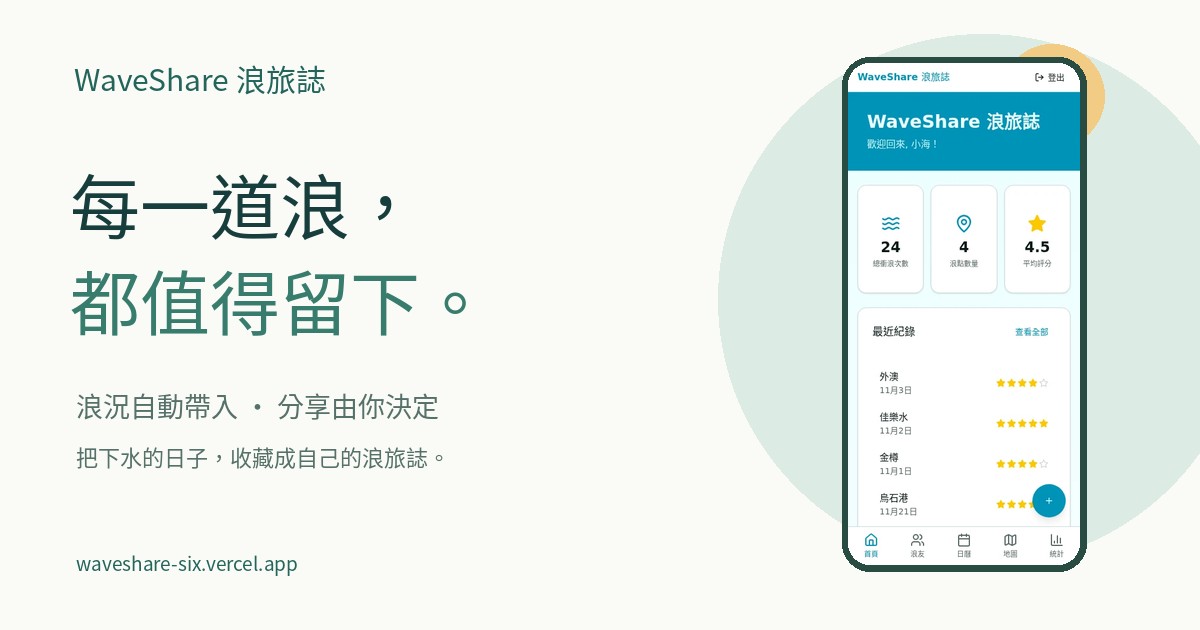 WaveShare 浪旅誌
每一道浪，
都值得留下。
浪況自動帶入 · 分享由你決定
把下水的日子，收藏成自己的浪旅誌。
waveshare-six.vercel.app
WaveShare 浪旅誌
登出
WaveShare 浪旅誌
歡迎回來, 小海！
24
總衝浪次數
4
浪點數量
4.5
平均評分
最近紀錄
查看全部
外澳
11月3日
佳樂水
11月2日
金樽
11月1日
烏石港
11月21日
+
首頁
浪友
日曆
地圖
統計